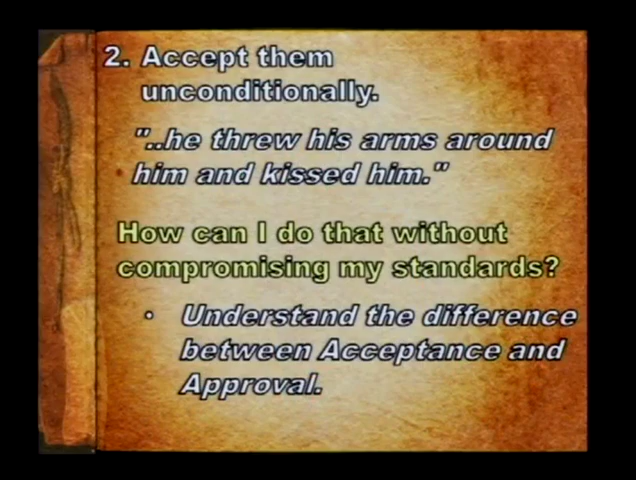 2. Accept them
unconditionally.
"..he threw his arms around
him and kissed him."
How can I do that without
compromising my standards?
• Understand the difference
between Acceptance and
Approval.